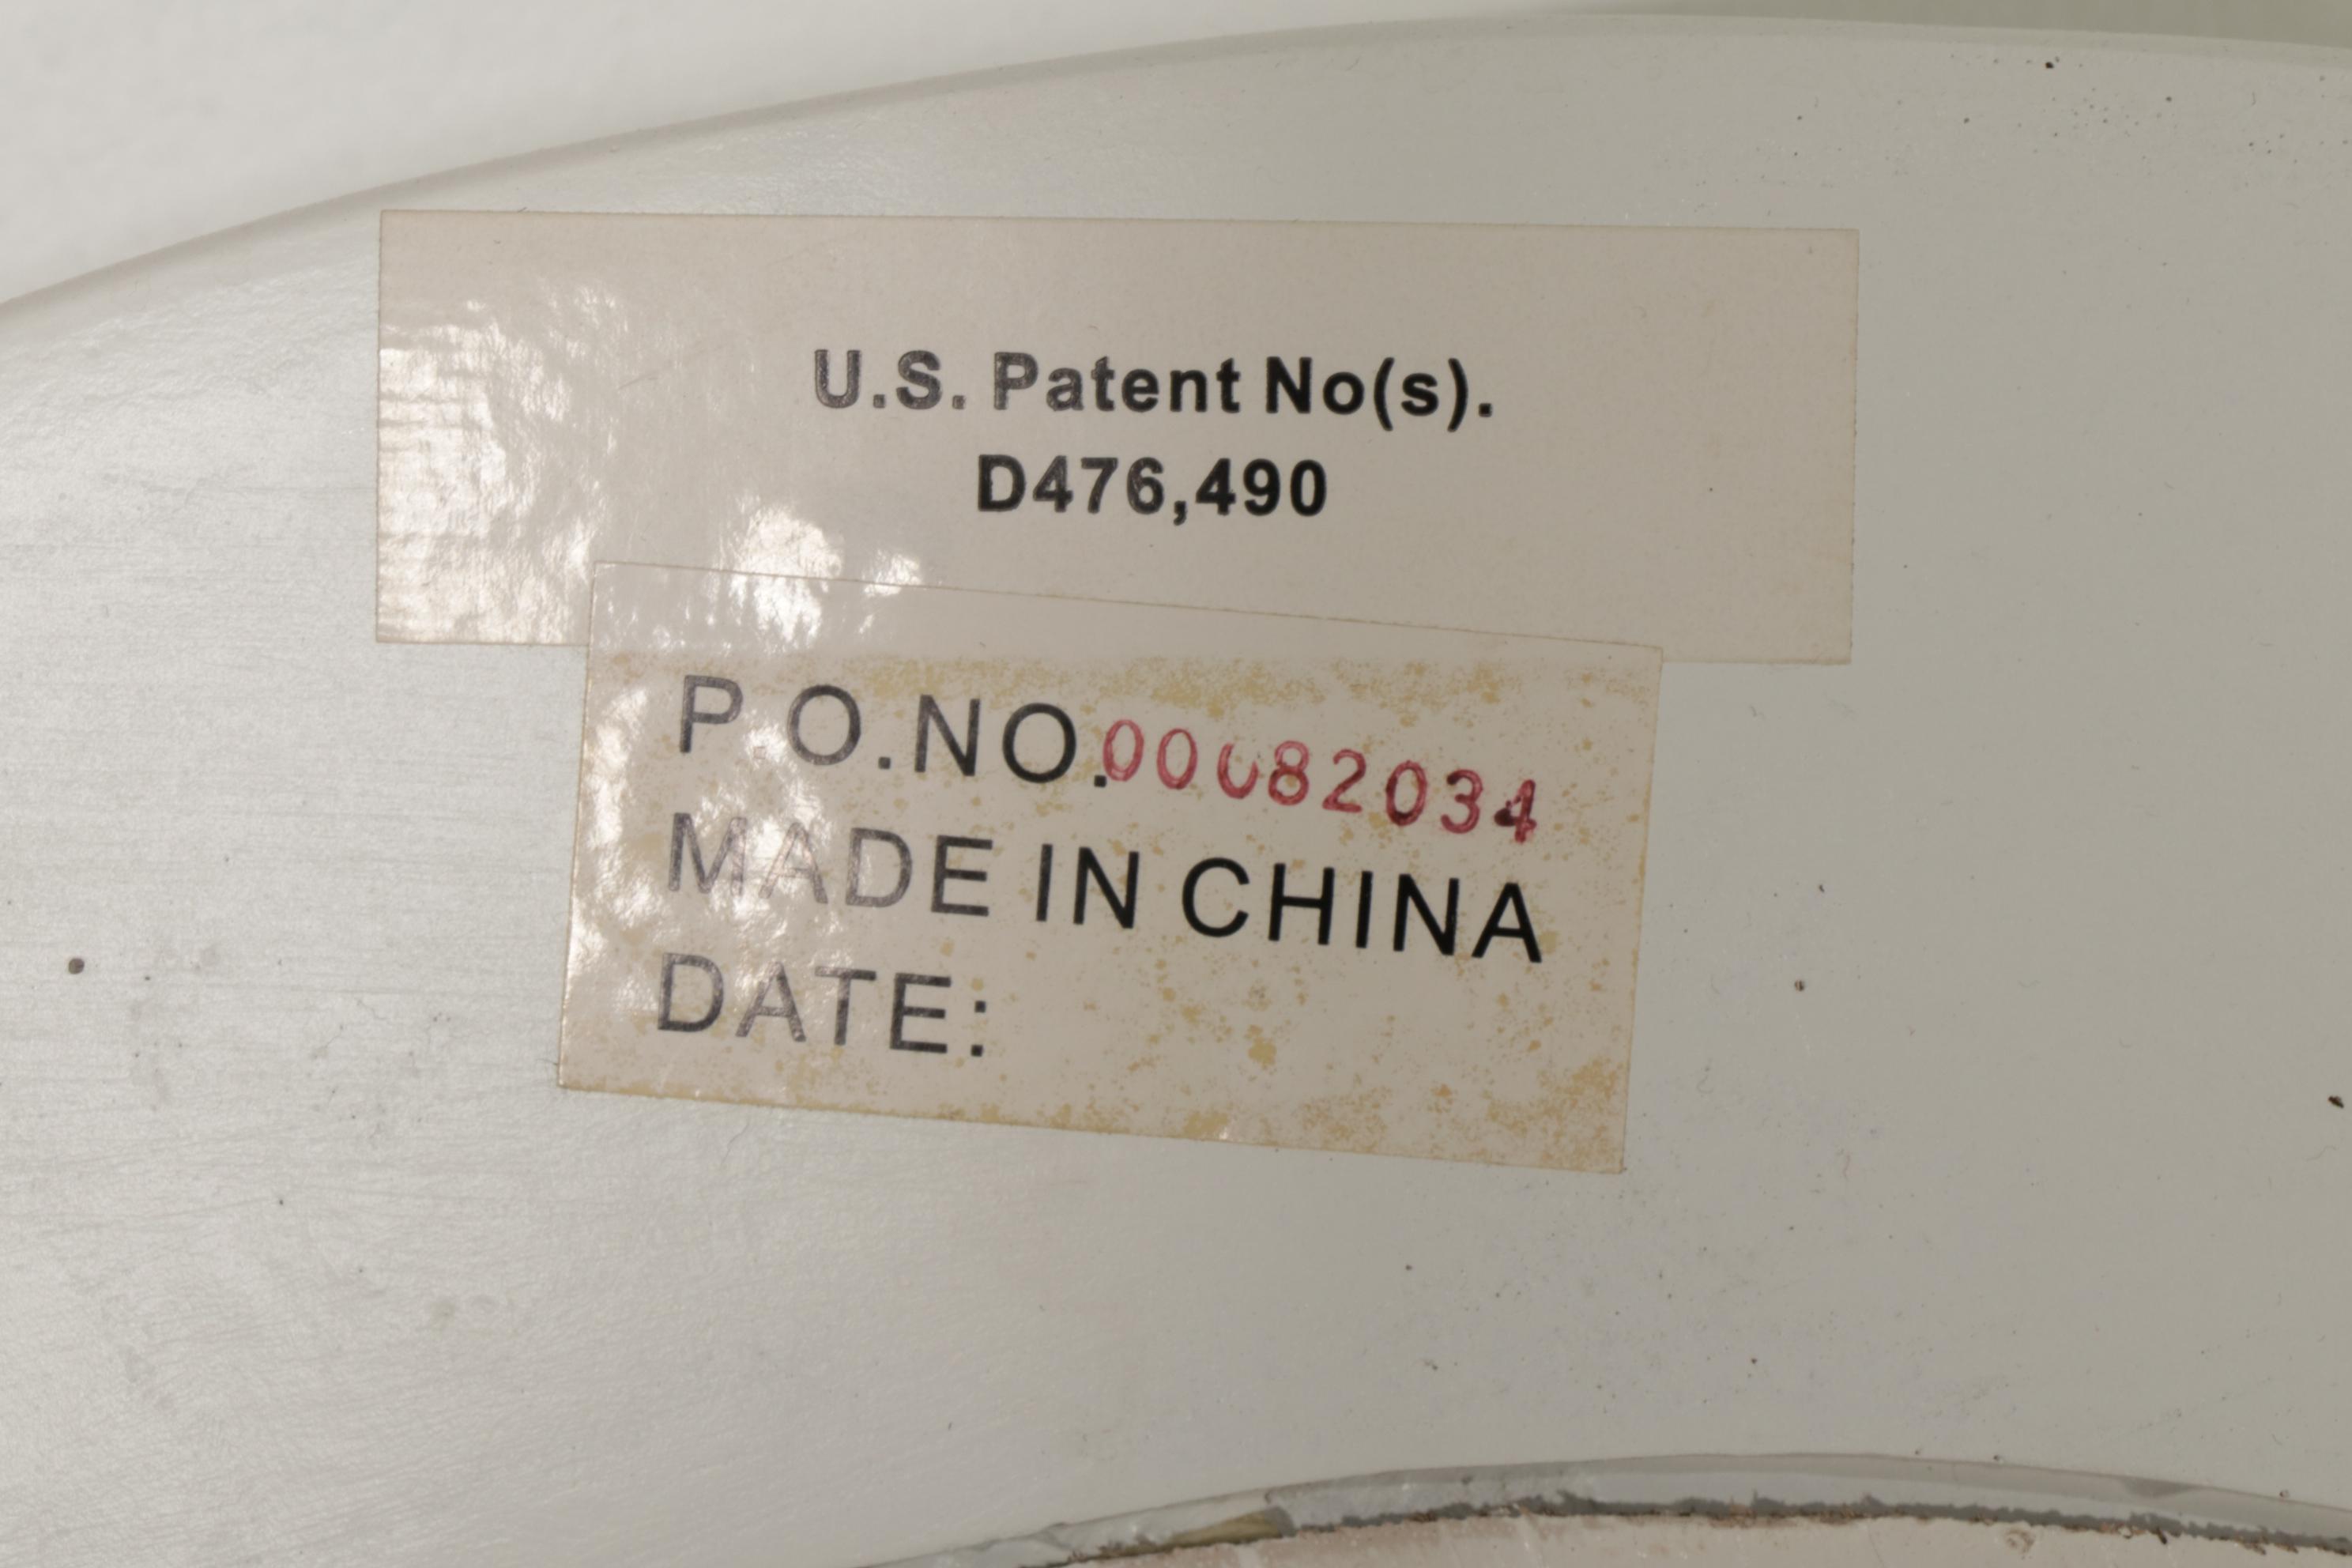 U.S. Patent No(s).
D476,490
P.O.NO.00082034
MADE IN CHINA
DATE: